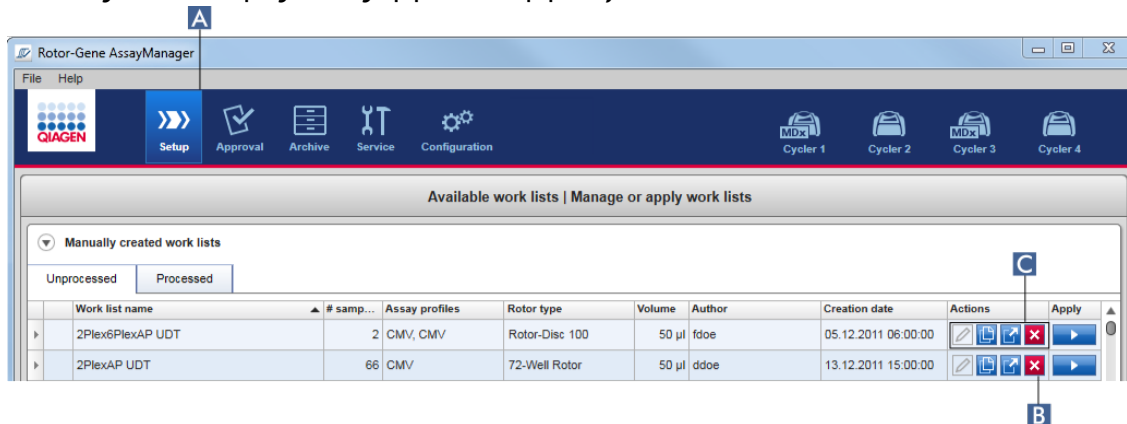 A
Rotor-Gene AssayManager
File Help
QIAGEN
Setup Approval Archive Service Configuration
MDx MDx
Cycler 1 Cycler 2 Cycler 3 Cycler 4
Available work lists | Manage or apply work lists
Manually created work lists
C
Unprocessed Processed
Work list name # samp... Assay profiles Rotor type Volume Author Creation date Actions Apply
2Plex6PlexAP UDT 2 CMV, CMV Rotor-Disc 100 50 µl fdoe 05.12.2011 06:00:00
2PlexAP UDT 66 CMV 72-Well Rotor 50 µl ddoe 13.12.2011 15:00:00
B